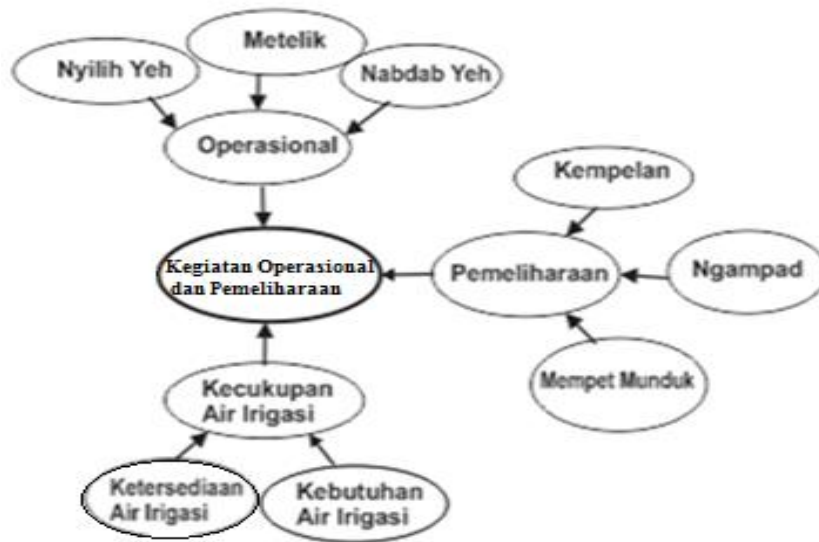 Metelik
Nyilih Yeh
Nabdab Yeh
Operasional
Kempelan
Kegiatan Operasional
dan Pemeliharaan
Pemeliharaan
Ngampad
Mempet Munduk
Kecukupan
Air Irigasi
Ketersediaan
Air Irigasi
Kebutuhan
Air Irigasi